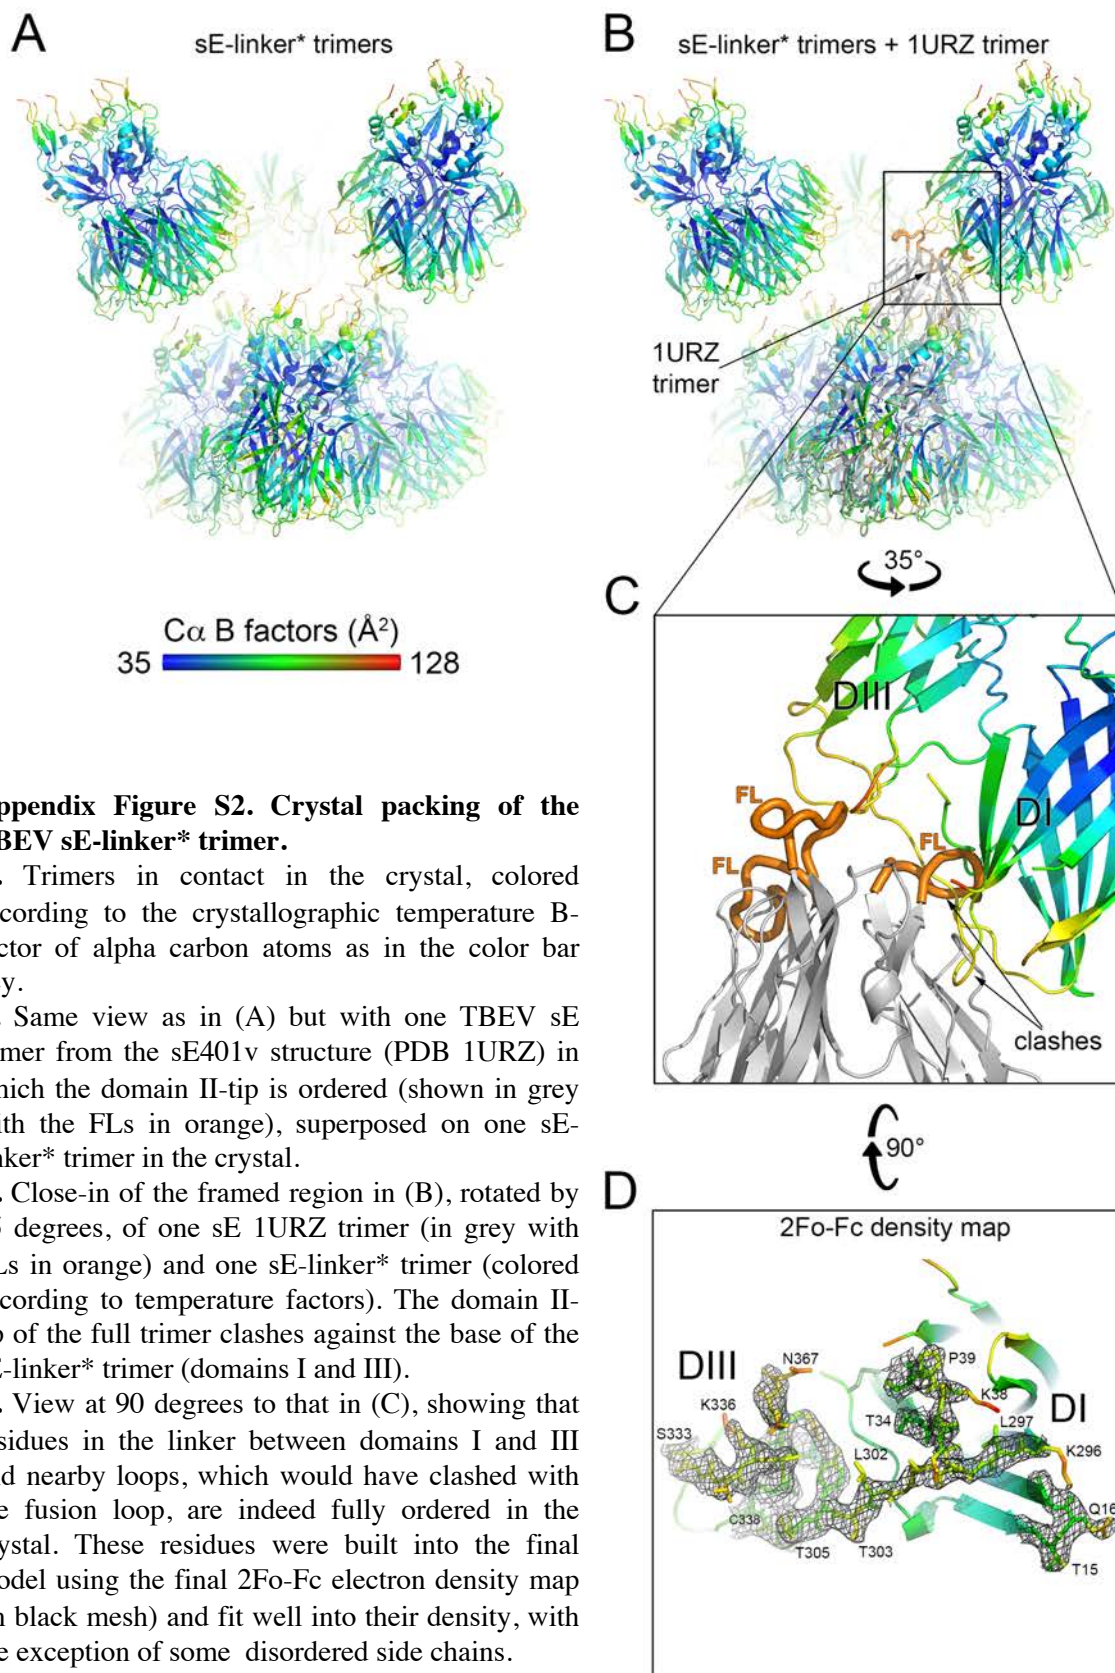 A
sE-linker* trimers
B
sE-linker* trimers + 1URZ trimer
1URZ
trimer
35°
Cα B factors (Å²)
35
128
C
DIII
FL
FL
FL
DI
clashes
90°
D
2Fo-Fc density map
DIII
N367
P39
K336
K38
DI
T34
L297
S333
L302
K296
Q16
C338
T305
T303
T15
ppendix Figure S2. Crystal packing of the
BEV sE-linker* trimer.
. Trimers in contact in the crystal, colored
cording to the crystallographic temperature B-
ctor of alpha carbon atoms as in the color bar
y.
. Same view as in (A) but with one TBEV sE
imer from the sE401v structure (PDB 1URZ) in
hich the domain II-tip is ordered (shown in grey
ith the FLs in orange), superposed on one sE-
nker* trimer in the crystal.
. Close-in of the framed region in (B), rotated by
5 degrees, of one sE 1URZ trimer (in grey with
Ls in orange) and one sE-linker* trimer (colored
cording to temperature factors). The domain II-
p of the full trimer clashes against the base of the
E-linker* trimer (domains I and III).
. View at 90 degrees to that in (C), showing that
sidues in the linker between domains I and III
nd nearby loops, which would have clashed with
e fusion loop, are indeed fully ordered in the
ystal. These residues were built into the final
odel using the final 2Fo-Fc electron density map
n black mesh) and fit well into their density, with
e exception of some disordered side chains.